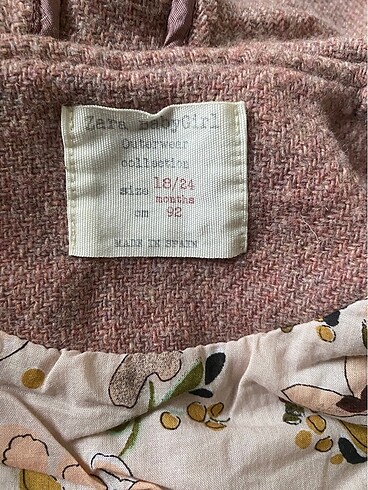 Zara BabyGirl
Outerwear
collection
size 18/24
months
cm 92
MADE IN SPAIN